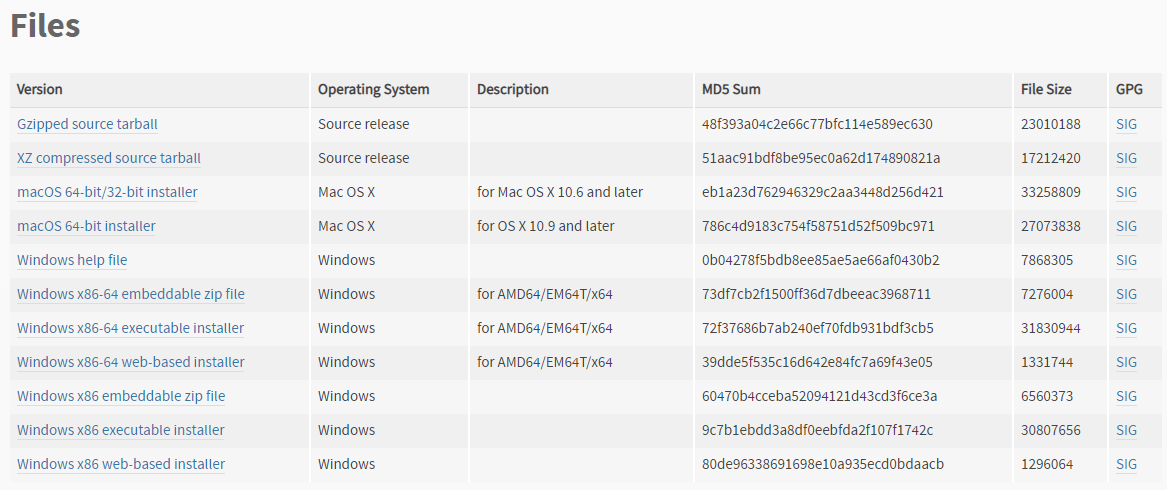 Files
Version Operating System Description MD5 Sum File Size GPG
Gzipped source tarball Source release 48f393a04c2e66c77bfc114e589ec630 23010188 SIG
XZ compressed source tarball Source release 51aac91bdf8be95ec0a62d174890821a 17212420 SIG
macOS 64-bit/32-bit installer Mac OS X for Mac OS X 10.6 and later eb1a23d762946329c2aa3448d256d421 33258809 SIG
macOS 64-bit installer Mac OS X for OS X 10.9 and later 786c4d9183c754f58751d52f509bc971 27073838 SIG
Windows help file Windows 0b04278f5bdb8ee85ae5ae66af0430b2 7868305 SIG
Windows x86-64 embeddable zip file Windows for AMD64/EM64T/x64 73df7cb2f1500ff36d7dbeeac3968711 7276004 SIG
Windows x86-64 executable installer Windows for AMD64/EM64T/x64 72f37686b7ab240ef70fdb931bdf3cb5 31830944 SIG
Windows x86-64 web-based installer Windows for AMD64/EM64T/x64 39dde5f535c16d642e84fc7a69f43e05 1331744 SIG
Windows x86 embeddable zip file Windows 60470b4cceba52094121d43cd3f6ce3a 6560373 SIG
Windows x86 executable installer Windows 9c7b1ebdd3a8df0eebfda2f107f1742c 30807656 SIG
Windows x86 web-based installer Windows 80de96338691698e10a935ecd0bdaacb 1296064 SIG